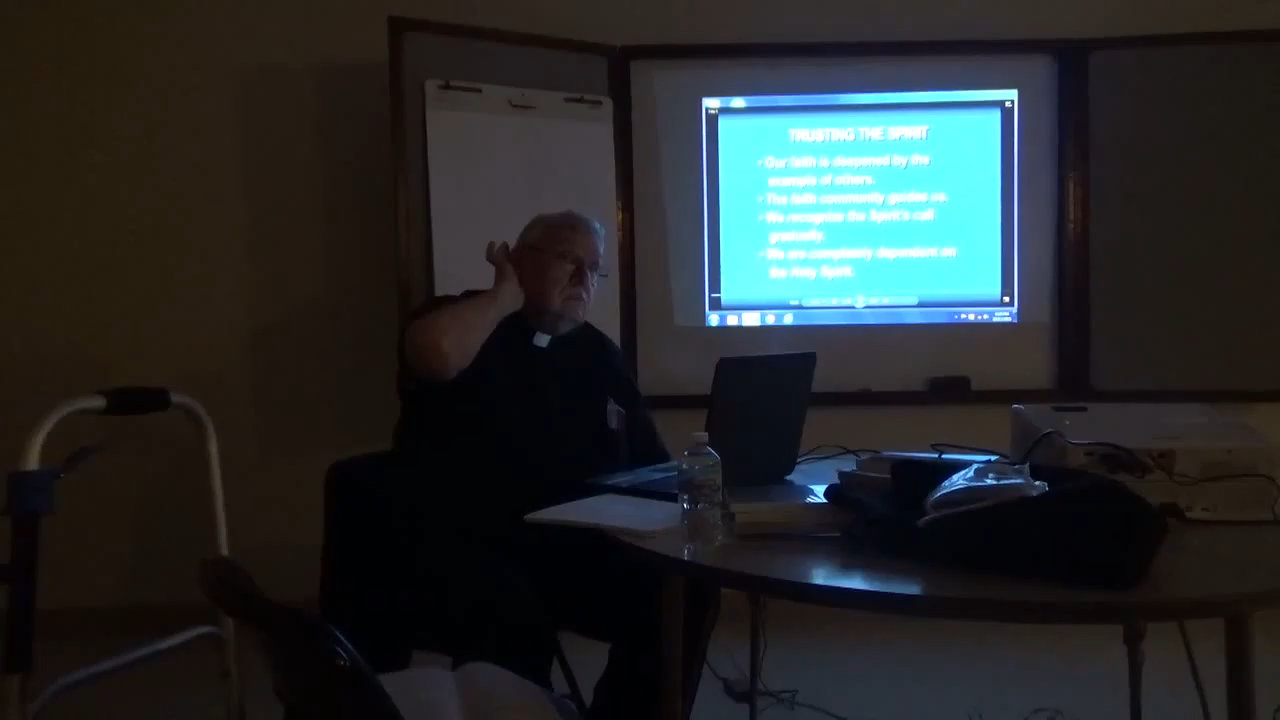 TRUSTING THE SPIRIT
• Our faith is deepened by the
example of others.
• The faith community guides us.
• We recognize the Spirit's call
gradually.
• We are completely dependent on
the Holy Spirit.